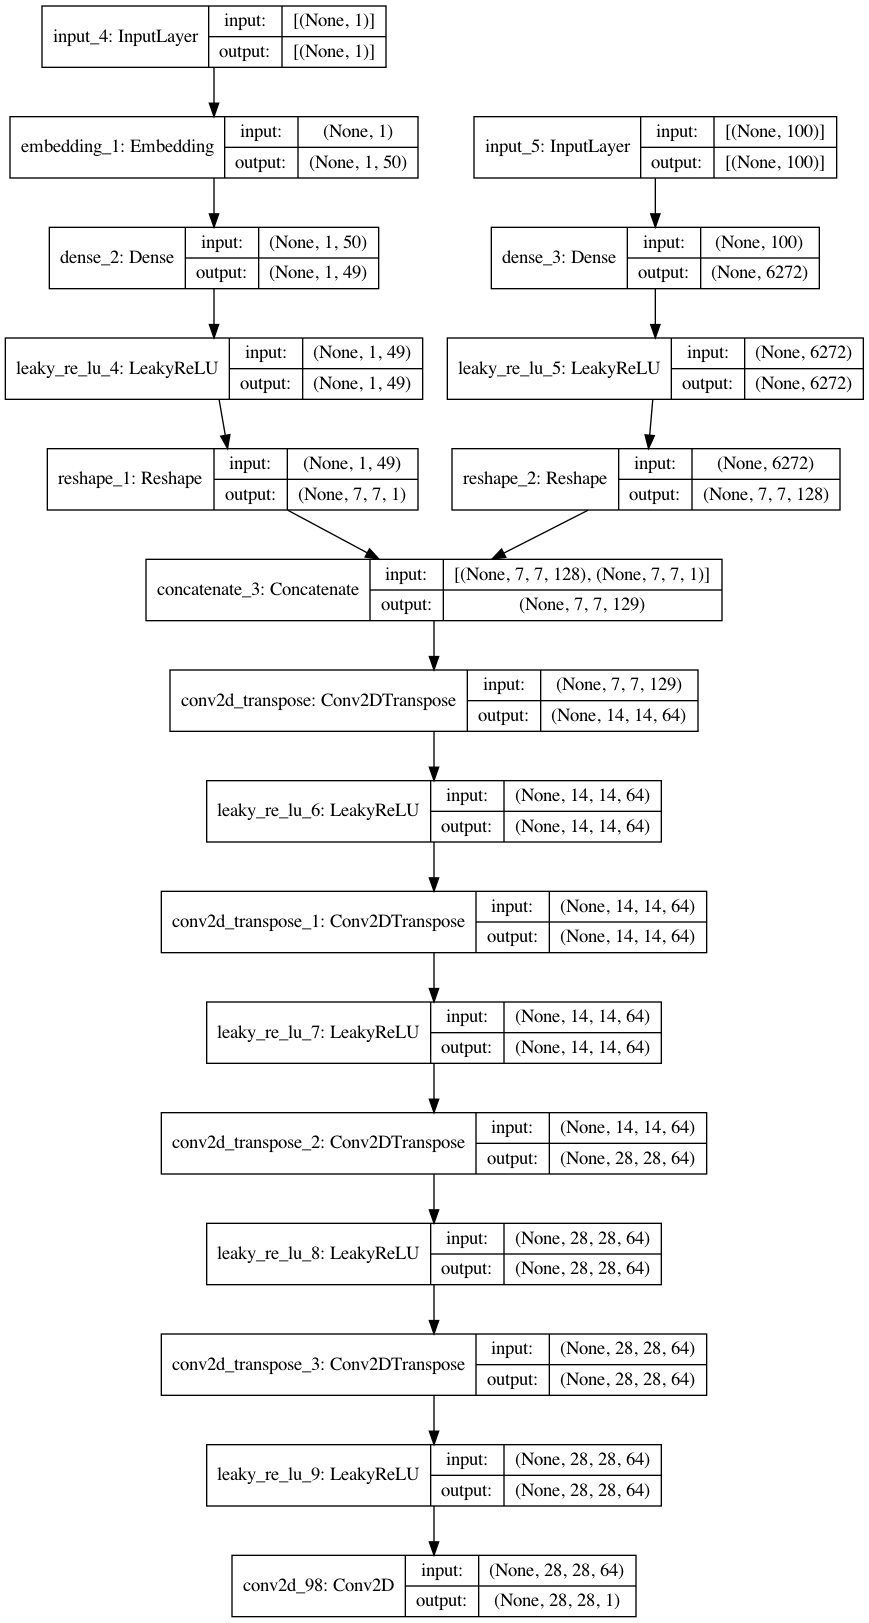 input_4: InputLayer
input: [(None, 1)]
output: [(None, 1)]
embedding_1: Embedding
input: (None, 1)
output: (None, 1, 50)
input_5: InputLayer
input: [(None, 100)]
output: [(None, 100)]
dense_2: Dense
input: (None, 1, 50)
output: (None, 1, 49)
dense_3: Dense
input: (None, 100)
output: (None, 6272)
leaky_re_lu_4: LeakyReLU
input: (None, 1, 49)
output: (None, 1, 49)
leaky_re_lu_5: LeakyReLU
input: (None, 6272)
output: (None, 6272)
reshape_1: Reshape
input: (None, 1, 49)
output: (None, 7, 7, 1)
reshape_2: Reshape
input: (None, 6272)
output: (None, 7, 7, 128)
concatenate_3: Concatenate
input: [(None, 7, 7, 128), (None, 7, 7, 1)]
output: (None, 7, 7, 129)
conv2d_transpose: Conv2DTranspose
input: (None, 7, 7, 129)
output: (None, 14, 14, 64)
leaky_re_lu_6: LeakyReLU
input: (None, 14, 14, 64)
output: (None, 14, 14, 64)
conv2d_transpose_1: Conv2DTranspose
input: (None, 14, 14, 64)
output: (None, 14, 14, 64)
leaky_re_lu_7: LeakyReLU
input: (None, 14, 14, 64)
output: (None, 14, 14, 64)
conv2d_transpose_2: Conv2DTranspose
input: (None, 14, 14, 64)
output: (None, 28, 28, 64)
leaky_re_lu_8: LeakyReLU
input: (None, 28, 28, 64)
output: (None, 28, 28, 64)
conv2d_transpose_3: Conv2DTranspose
input: (None, 28, 28, 64)
output: (None, 28, 28, 64)
leaky_re_lu_9: LeakyReLU
input: (None, 28, 28, 64)
output: (None, 28, 28, 64)
conv2d_98: Conv2D
input: (None, 28, 28, 64)
output: (None, 28, 28, 1)